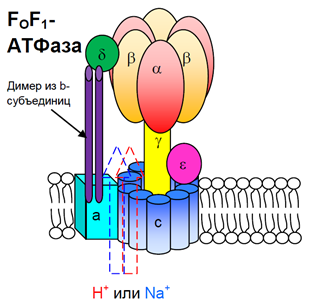 FOF1-
АТФаза
δ
β
β
α
Димер из b-
субъединиц
γ
ε
a
c
H+ или Na+